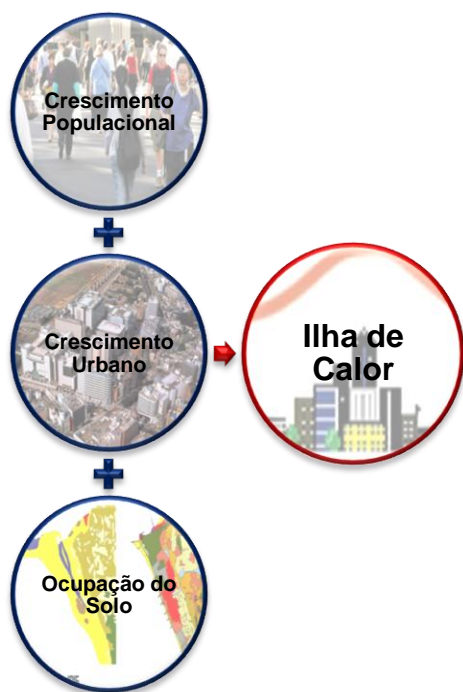 Crescimento
Populacional
Crescimento
Urbano
Ilha de
Calor
Ocupação do
Solo